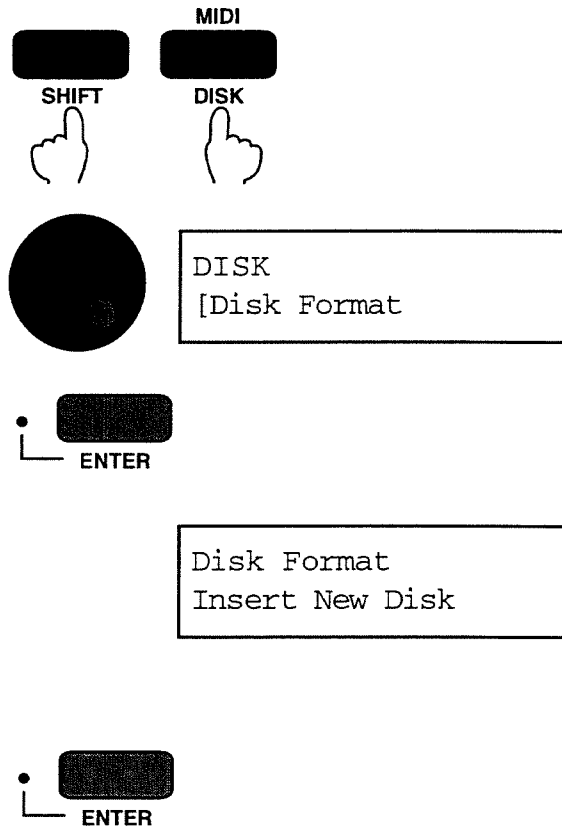 MIDI
SHIFT DISK
DISK
[Disk Format
ENTER
Disk Format
Insert New Disk
ENTER